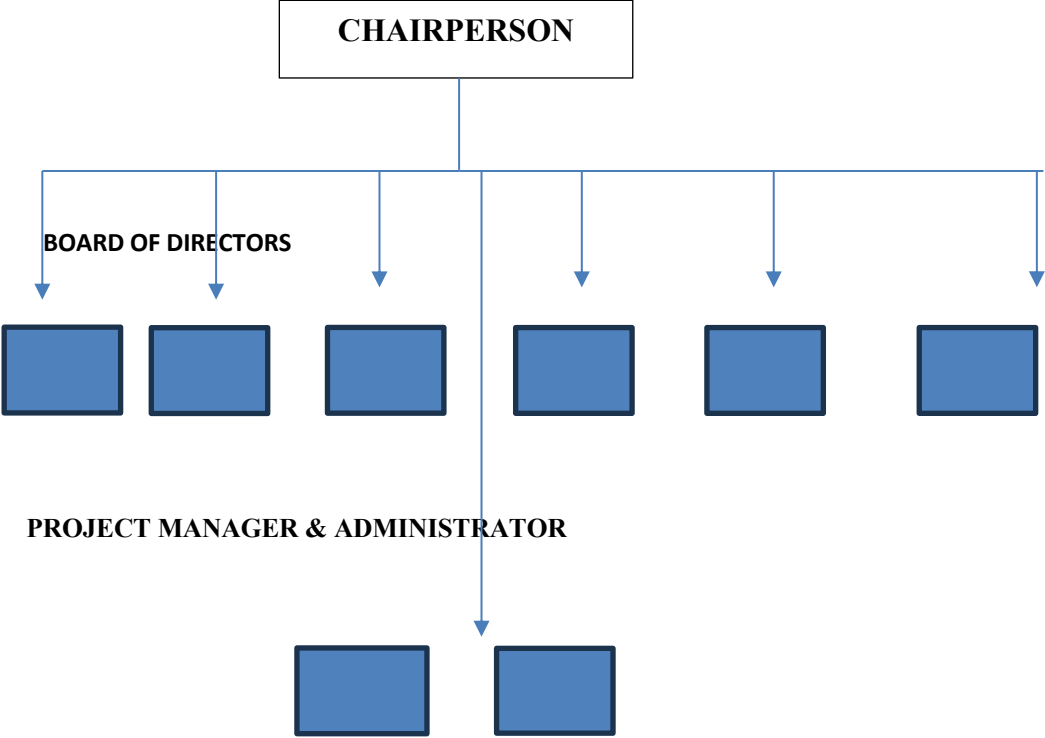 CHAIRPERSON
BOARD OF DIRECTORS
PROJECT MANAGER & ADMINISTRATOR